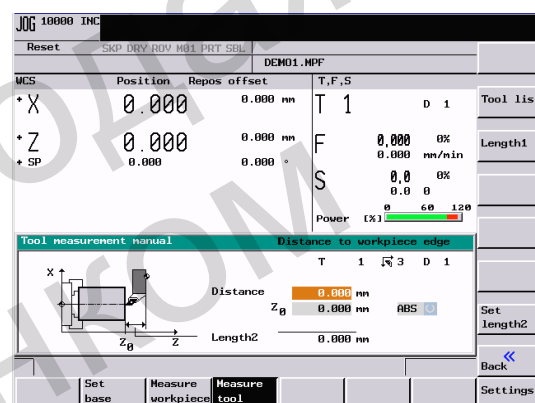 JOG 10000 INC
Reset SKP DRY ROV M01 PRT SBL
DEMO1.MPF
WCS Position Repos offset T,F,S
+ X 0.000 0.000 mm T 1 D 1 Tool lis
+ Z 0.000 0.000 mm F 0,000 0% Length1
0.000 mm/min
+ SP 0.000 0.000 °
S 0,0 0%
0.0 0
0 60 120
Power [%]
Tool measurement manual Distance to workpiece edge
T 1 3 D 1
X
Distance 0.000 mm
Z0 0.000 mm ABS
Set
length2
Z0 Z Length2 0.000 mm
«
Back
Set Measure Measure
base workpiece tool
Settings